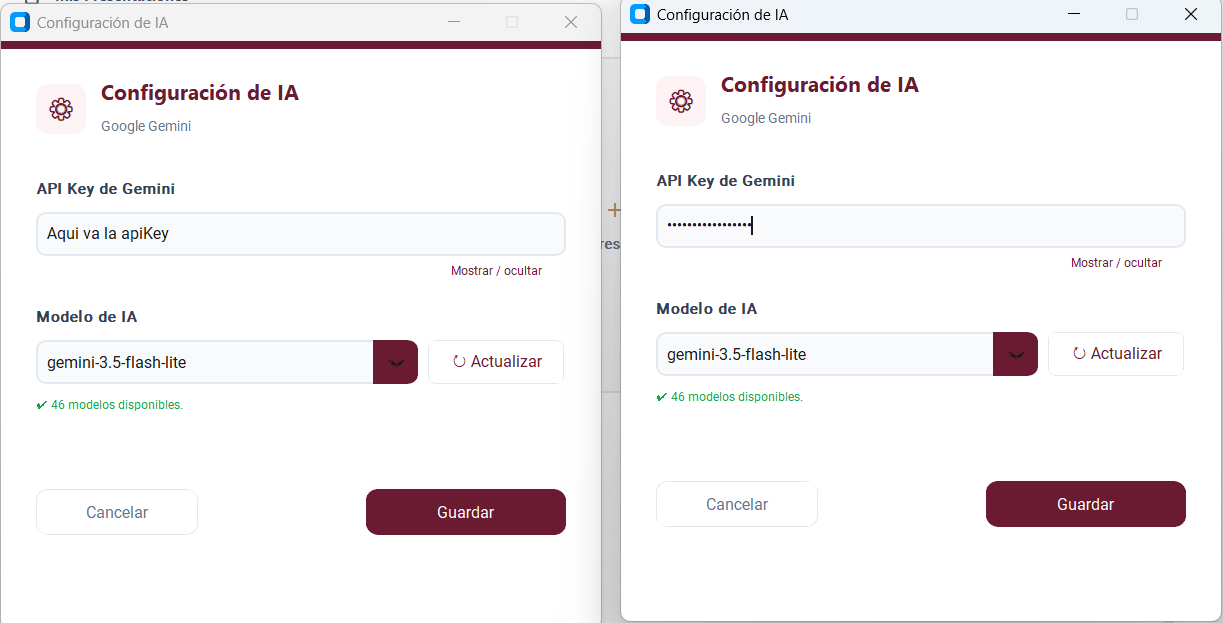 Configuración de IA
Configuración de IA
Google Gemini
API Key de Gemini
Aqui va la apiKey
Mostrar / ocultar
Modelo de IA
gemini-3.5-flash-lite
Actualizar
✔ 46 modelos disponibles.
Cancelar
Guardar
res
Configuración de IA
Configuración de IA
Google Gemini
API Key de Gemini
•••••••••••••••••
Mostrar / ocultar
Modelo de IA
gemini-3.5-flash-lite
Actualizar
✔ 46 modelos disponibles.
Cancelar
Guardar